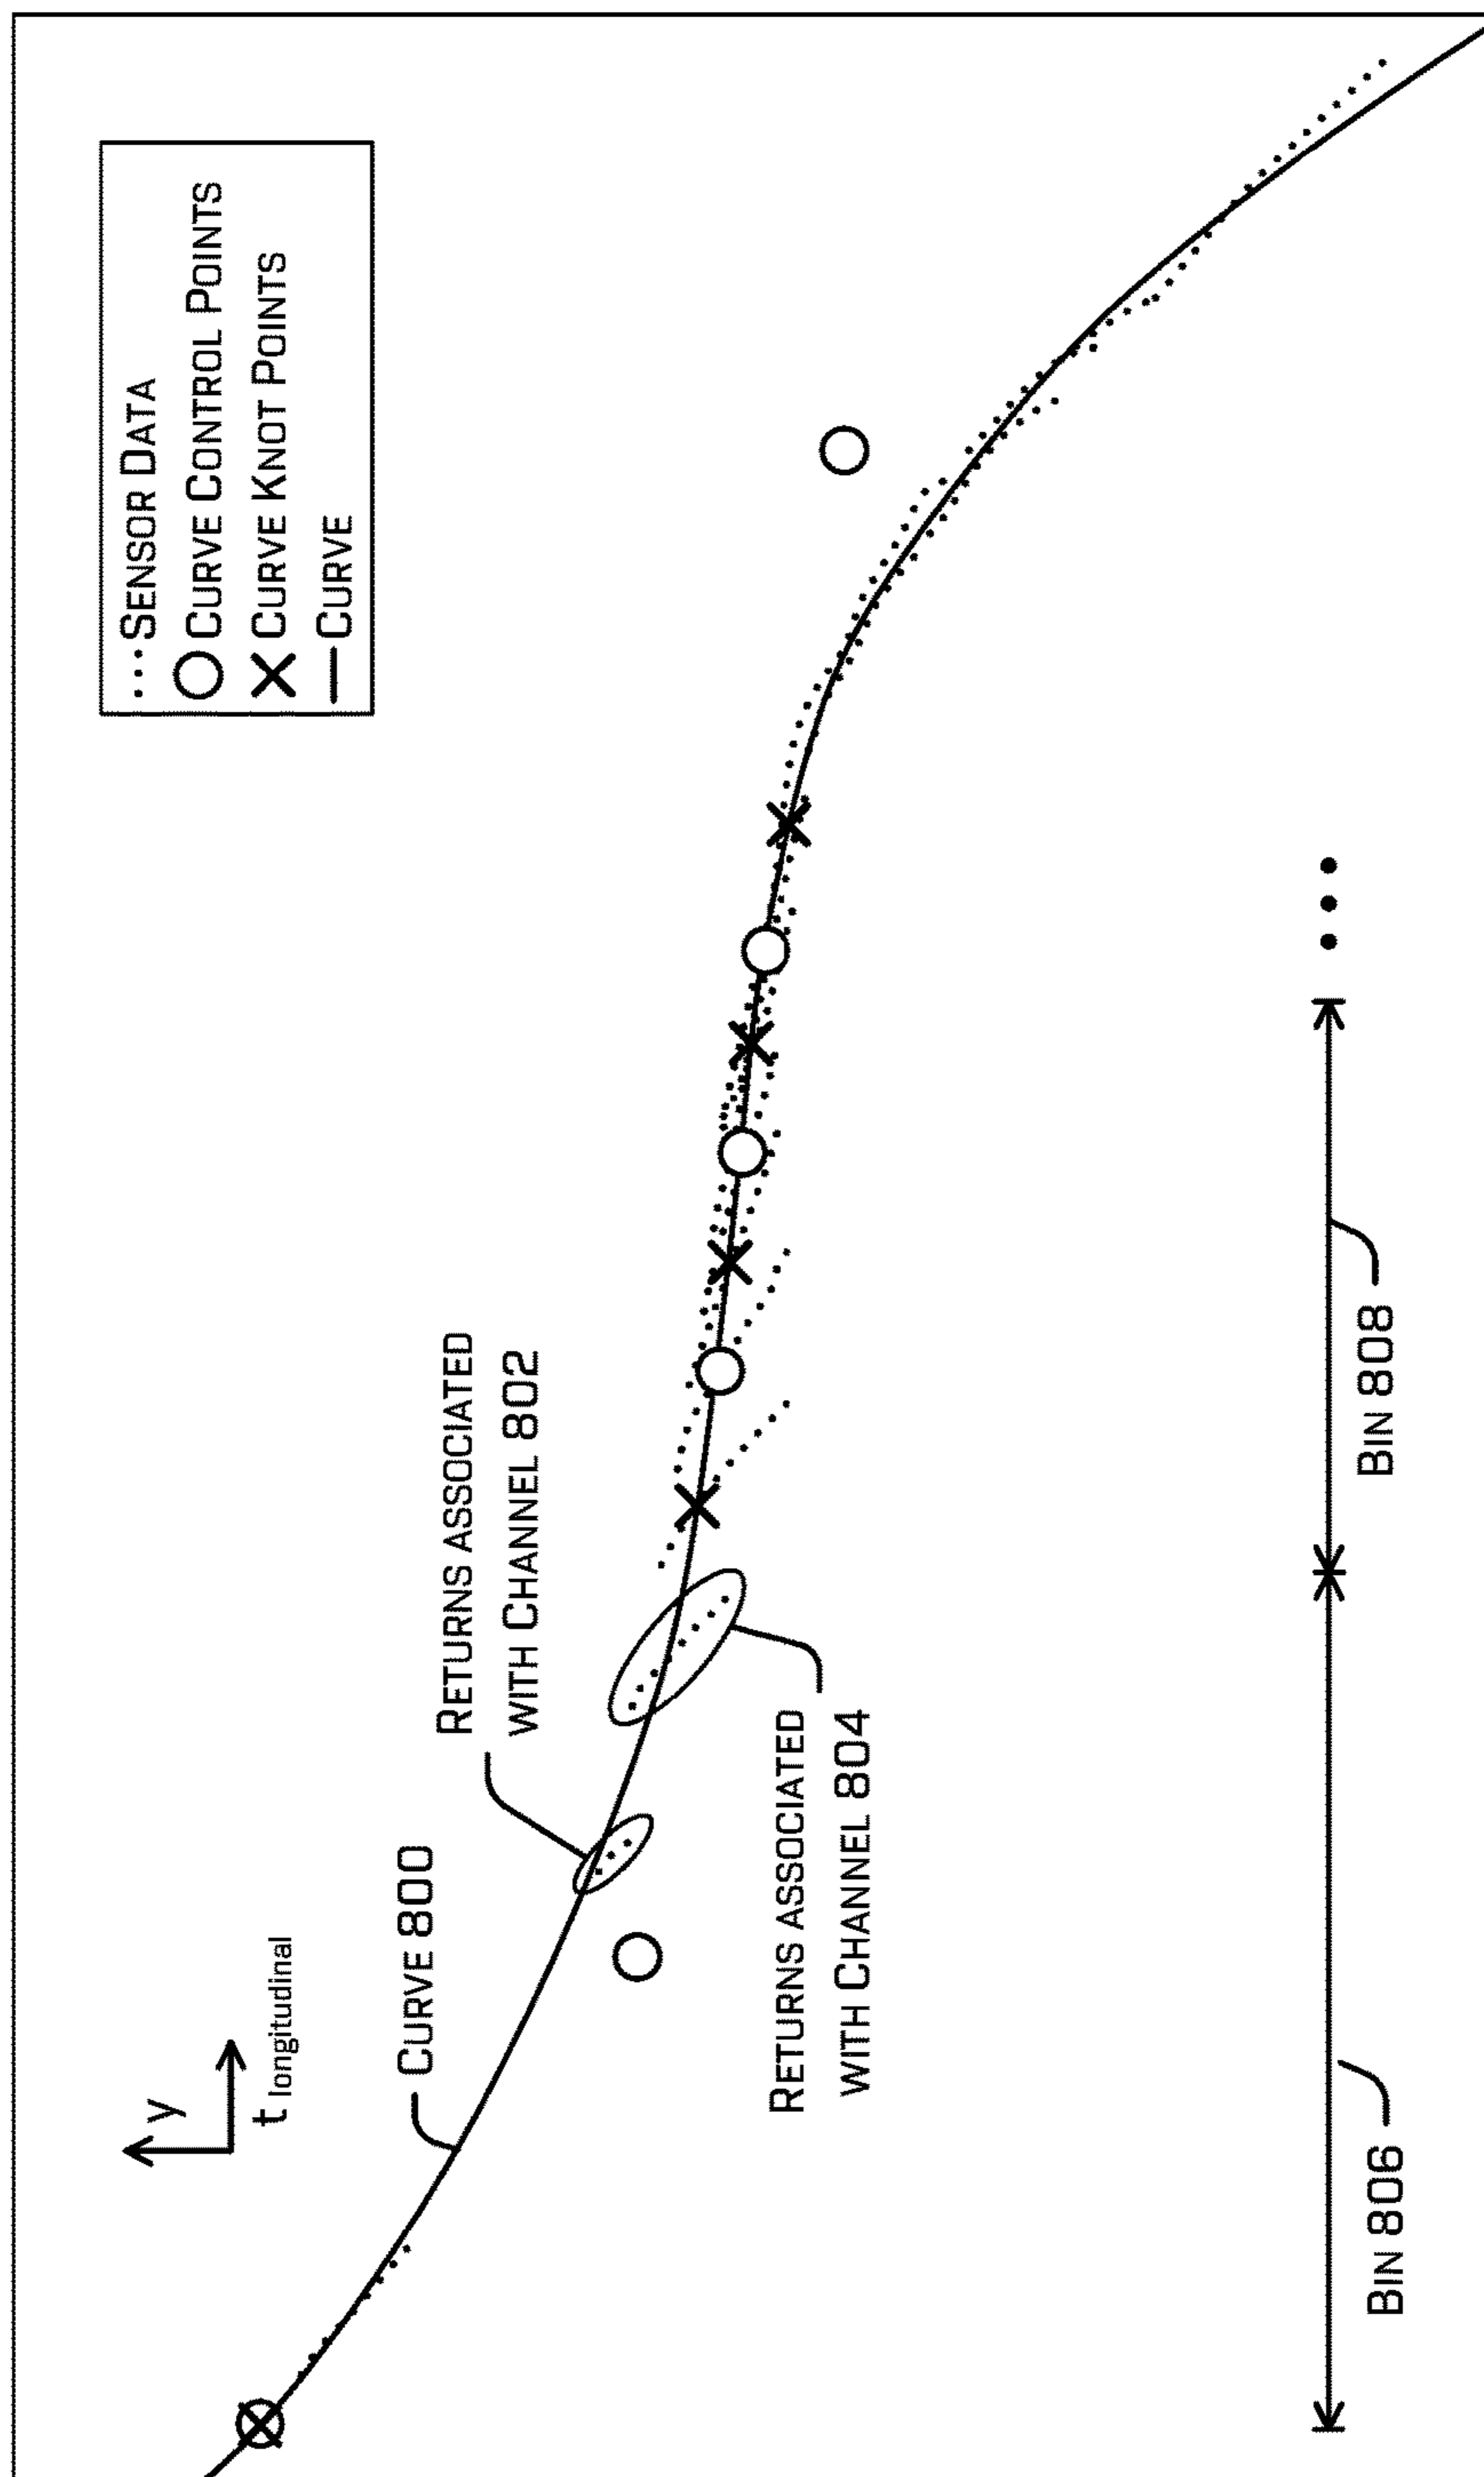 SENSOR DATA
CURVE CONTROL POINTS
CURVE KNOT POINTS
CURVE
y
t longitudinal
CURVE 800
RETURNS ASSOCIATED
WITH CHANNEL 802
RETURNS ASSOCIATED
WITH CHANNEL 804
BIN 806
BIN 808